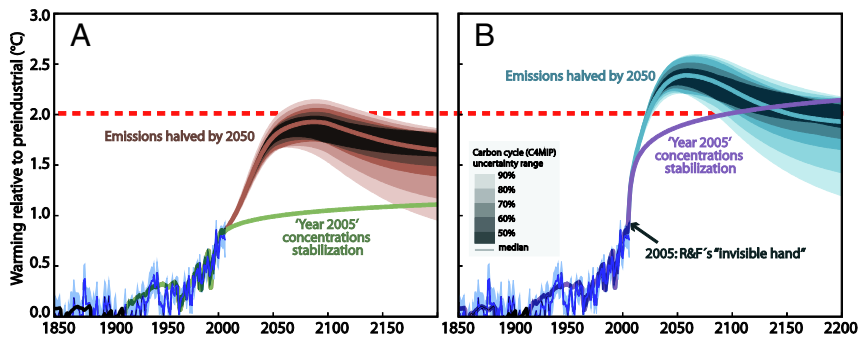 A
B
Warming relative to preindustrial (°C)
3.0
2.5
2.0
1.5
1.0
0.5
0.0
Emissions halved by 2050
'Year 2005'
concentrations
stabilization
1850
1900
1950
2000
2050
2100
2150
Emissions halved by 2050
'Year 2005'
concentrations
stabilization
Carbon cycle (C4MIP)
uncertainty range
90%
80%
70%
60%
50%
median
2005: R&F´s "invisible hand"
1850
1900
1950
2000
2050
2100
2150
2200